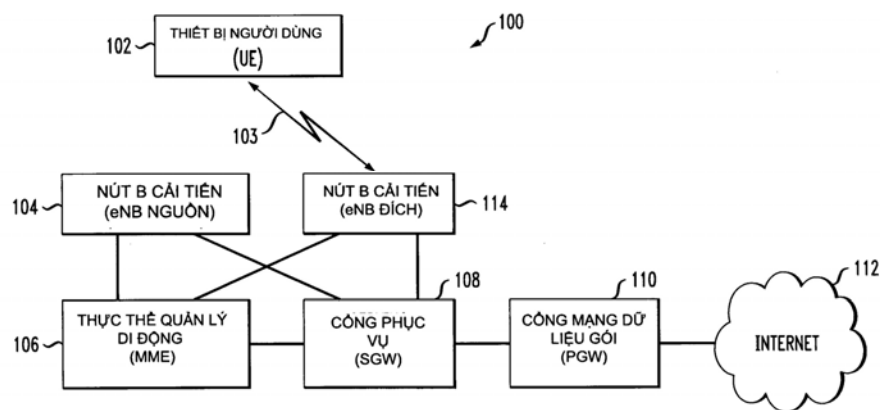 100
102
THIẾT BỊ NGƯỜI DÙNG
(UE)
103
104
NÚT B CẢI TIẾN
(eNB NGUỒN)
NÚT B CẢI TIẾN
(eNB ĐÍCH)
114
108
110
112
106
THỰC THỂ QUẢN LÝ
DI ĐỘNG
(MME)
CỔNG PHỤC
VỤ
(SGW)
CỔNG MẠNG DỮ
LIỆU GÓI
(PGW)
INTERNET